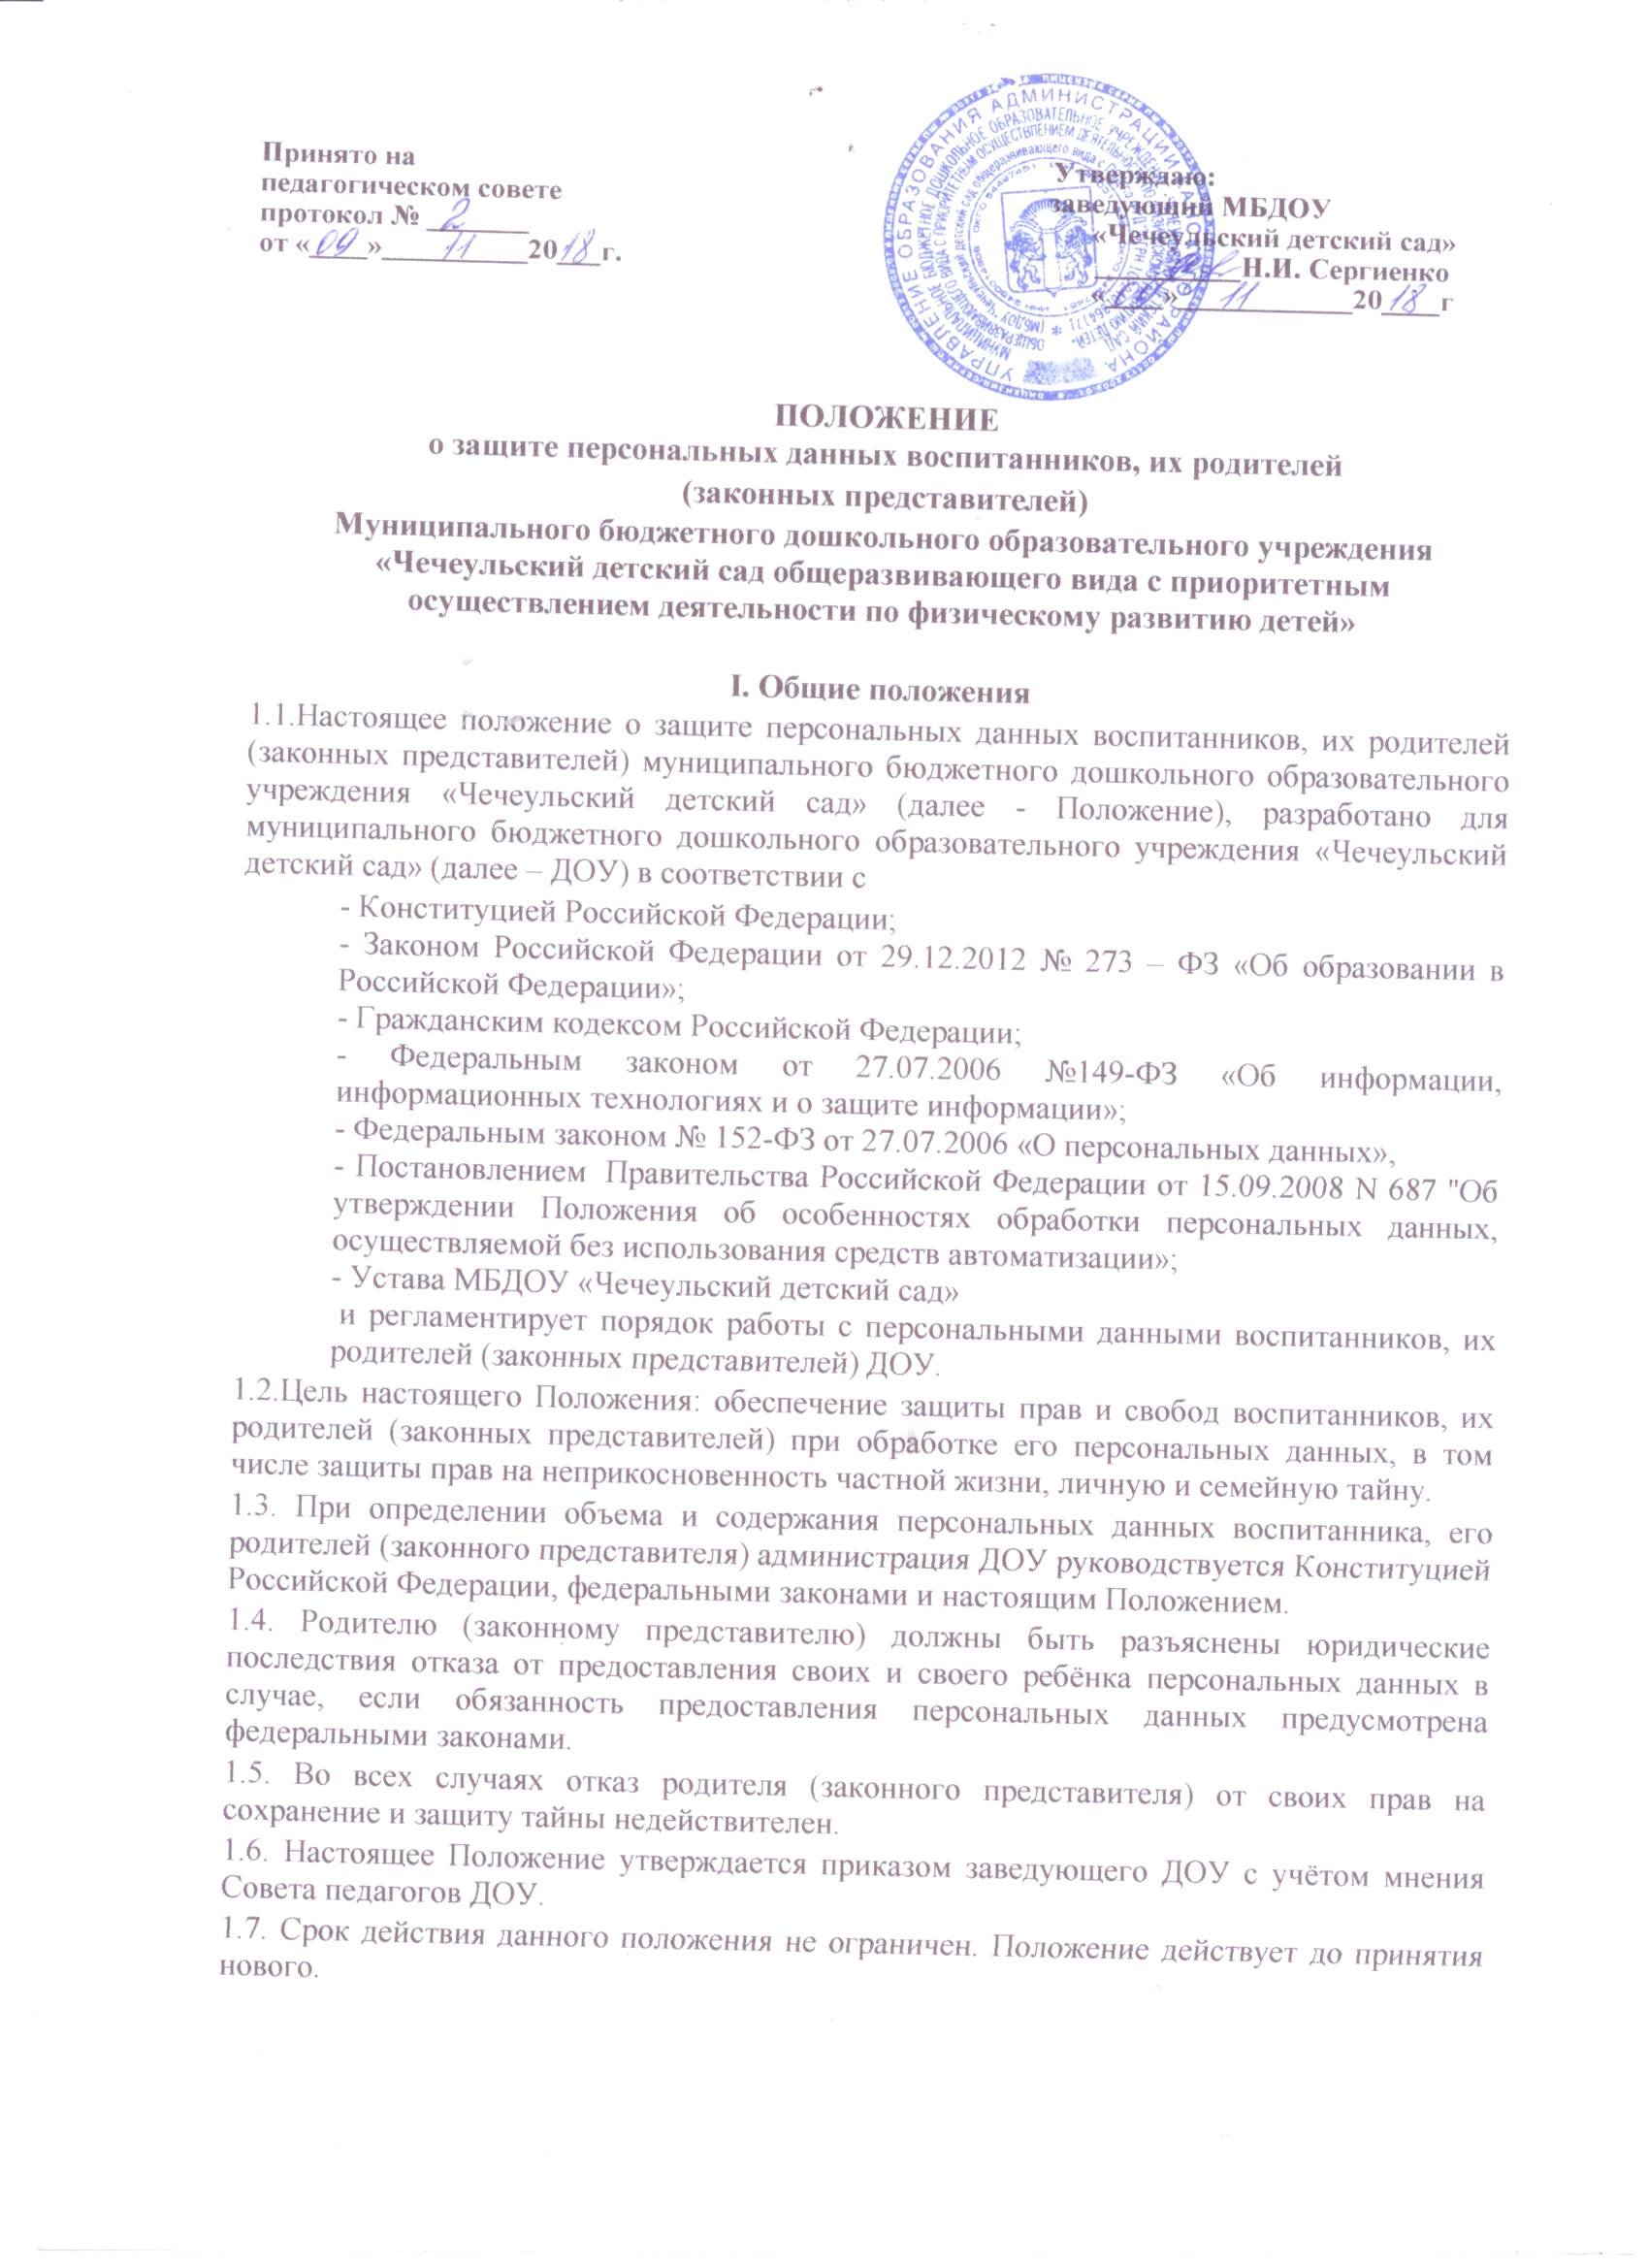 Принято на
педагогическом совете
протокол № 2
от «09» 11 2018 г.
Утверждаю:
заведующий МБДОУ
«Чечеульский детский сад»
Н.И. Сергиенко
« » 11 2018 г
УПРАВЛЕНИЕ ОБРАЗОВАНИЯ АДМИНИСТРАЦИИ РАЙОНА
ПОЛОЖЕНИЕ
о защите персональных данных воспитанников, их родителей
(законных представителей)
Муниципального бюджетного дошкольного образовательного учреждения
«Чечеульский детский сад общеразвивающего вида с приоритетным
осуществлением деятельности по физическому развитию детей»
I. Общие положения
1.1.Настоящее положение о защите персональных данных воспитанников, их родителей
(законных представителей) муниципального бюджетного дошкольного образовательного
учреждения «Чечеульский детский сад» (далее - Положение), разработано для
муниципального бюджетного дошкольного образовательного учреждения «Чечеульский
детский сад» (далее – ДОУ) в соответствии с
- Конституцией Российской Федерации;
- Законом Российской Федерации от 29.12.2012 № 273 – ФЗ «Об образовании в
Российской Федерации»;
- Гражданским кодексом Российской Федерации;
- Федеральным законом от 27.07.2006 №149-ФЗ «Об информации,
информационных технологиях и о защите информации»;
- Федеральным законом № 152-ФЗ от 27.07.2006 «О персональных данных»,
- Постановлением Правительства Российской Федерации от 15.09.2008 N 687 "Об
утверждении Положения об особенностях обработки персональных данных,
осуществляемой без использования средств автоматизации»;
- Устава МБДОУ «Чечеульский детский сад»
и регламентирует порядок работы с персональными данными воспитанников, их
родителей (законных представителей) ДОУ.
1.2.Цель настоящего Положения: обеспечение защиты прав и свобод воспитанников, их
родителей (законных представителей) при обработке его персональных данных, в том
числе защиты прав на неприкосновенность частной жизни, личную и семейную тайну.
1.3. При определении объема и содержания персональных данных воспитанника, его
родителей (законного представителя) администрация ДОУ руководствуется Конституцией
Российской Федерации, федеральными законами и настоящим Положением.
1.4. Родителю (законному представителю) должны быть разъяснены юридические
последствия отказа от предоставления своих и своего ребёнка персональных данных в
случае, если обязанность предоставления персональных данных предусмотрена
федеральными законами.
1.5. Во всех случаях отказ родителя (законного представителя) от своих прав на
сохранение и защиту тайны недействителен.
1.6. Настоящее Положение утверждается приказом заведующего ДОУ с учётом мнения
Совета педагогов ДОУ.
1.7. Срок действия данного положения не ограничен. Положение действует до принятия
нового.